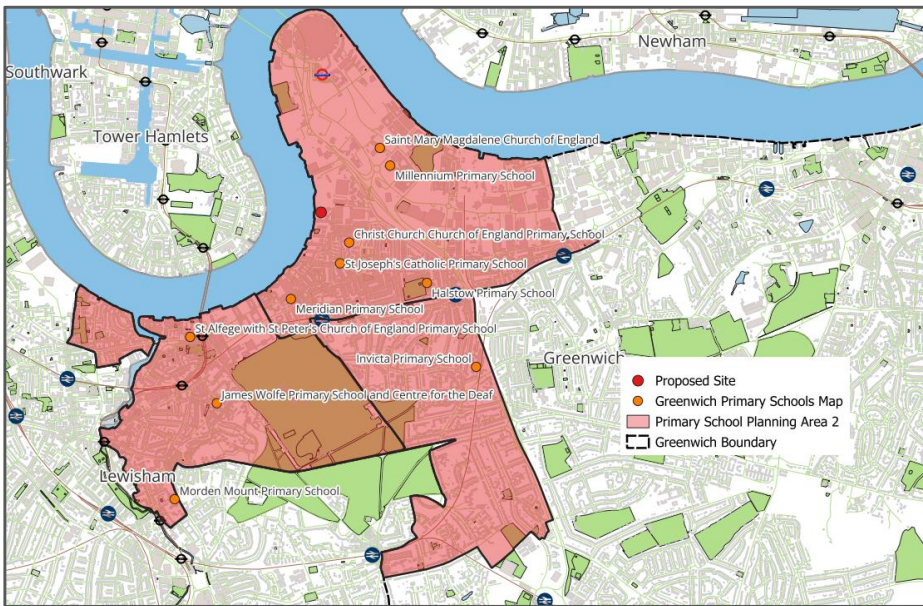 Newham
Southwark
Tower Hamlets
Saint Mary Magdalene Church of England
Millennium Primary School
Christ Church Church of England Primary School
St Joseph's Catholic Primary School
Halstow Primary School
Meridian Primary School
St Alfege with St Peter's Church of England Primary School
Invicta Primary School
Greenwich
James Wolfe Primary School and Centre for the Deaf
Lewisham
Morden Mount Primary School
Proposed Site
Greenwich Primary Schools Map
Primary School Planning Area 2
Greenwich Boundary